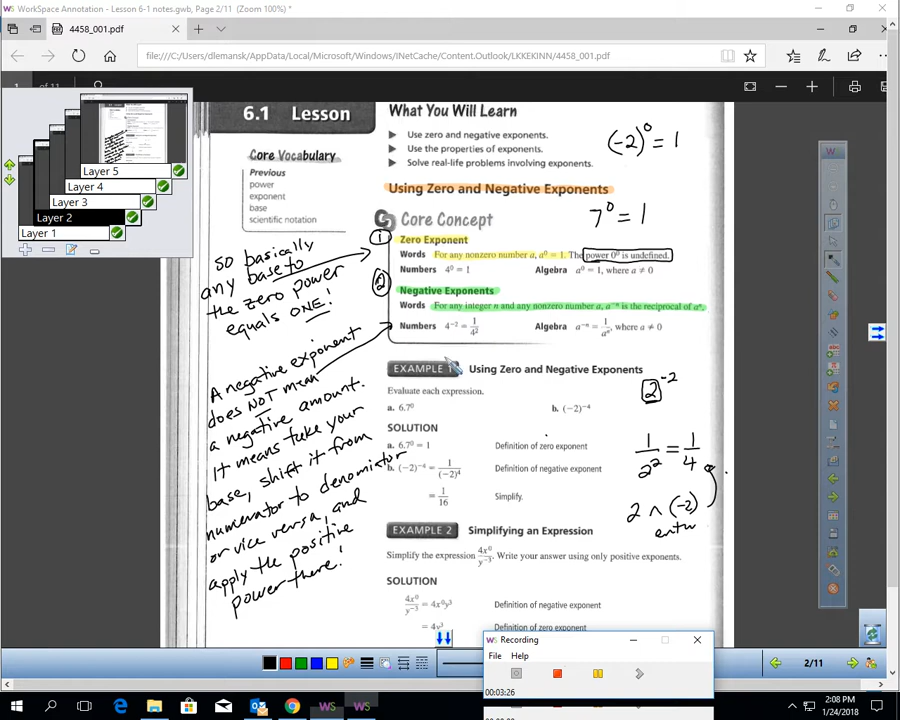 WorkSpace Annotation - Lesson 6-1 notes.gwb, Page 2/11 (Zoom 100%) *
4458_001.pdf
file:///C:/Users/dlemansk/AppData/Local/Microsoft/Windows/INetCache/Content.Outlook/LKKEKINN/4458_001.pdf
1
of 11
Layer 5
Layer 4
Layer 3
Layer 2
Layer 1
6.1 Lesson
What You Will Learn
Use zero and negative exponents.
Use the properties of exponents.
Solve real-life problems involving exponents.
(-2)⁰ = 1
Core Vocabulary
Previous
power
exponent
base
scientific notation
Using Zero and Negative Exponents
7⁰ = 1
Core Concept
1
Zero Exponent
Words For any nonzero number a, a⁰ = 1. The power 0⁰ is undefined.
Numbers 4⁰ = 1 Algebra a⁰ = 1, where a ≠ 0
2
Negative Exponents
Words For any integer n and any nonzero number a, a⁻ⁿ is the reciprocal of aⁿ.
Numbers 4⁻² = 1/4² Algebra a⁻ⁿ = 1/aⁿ, where a ≠ 0
so basically
any base to
the zero power
equals ONE!
A negative exponent
does NOT mean
a negative amount.
It means take your
base, shift it from
numerator to denomiator
or vice versa, and
apply the positive
power there!
EXAMPLE 1 Using Zero and Negative Exponents
Evaluate each expression.
a. 6.7⁰ b. (−2)⁻⁴
SOLUTION
a. 6.7⁰ = 1 Definition of zero exponent
b. (−2)⁻⁴ = 1/(−2)⁴ Definition of negative exponent
= 1/16 Simplify.
2⁻²
1/2² = 1/4
2 ^ (-2)
EXAMPLE 2 Simplifying an Expression
Simplify the expression 4x⁰/y⁻³. Write your answer using only positive exponents.
SOLUTION
4x⁰/y⁻³ = 4x⁰y³ Definition of negative exponent
= 4y³ Definition of zero exponent
Recording
File Help
00:03:26
2/11
2:08 PM
1/24/2018